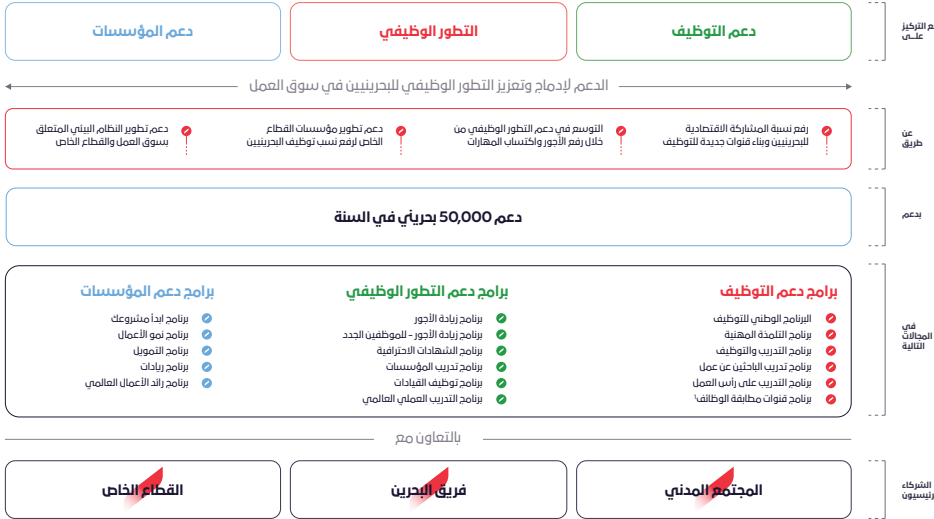 ع التركيز
علــى
دعم التوظيف
التطور الوظيفي
دعم المؤسسات
الدعم لإدماج وتعزيز التطور الوظيفي للبحرينيين في سوق العمل
عن
طريق
رفع نسبة المشاركة الاقتصادية
للبحرينيين وبناء قنوات جديدة للتوظيف
التوسع في دعم التطور الوظيفي من
خلال رفع الأجور واكتساب المهارات
دعم تطوير مؤسسات القطاع
الخاص لرفع نسب توظيف البحرينيين
دعم تطوير النظام البيئي المتعلق
بسوق العمل والقطاع الخاص
بدعم
دعم 50,000 بحريني في السنة
في
المجالات
التالية
برامج دعم التوظيف
البرنامج الوطني للتوظيف
برنامج التلمذة المهنية
برنامج التدريب والتوظيف
برنامج تدريب الباحثين عن عمل
برنامج التدريب على رأس العمل
برنامج قنوات مطابقة الوظائف¹
برامج دعم التطور الوظيفي
برنامج زيادة الأجور
برنامج زيادة الأجور – للموظفين الجدد
برنامج الشهادات الاحترافية
برنامج تدريب المؤسسات
برنامج توظيف القيادات
برنامج التدريب العملي العالمي
برامج دعم المؤسسات
برنامج ابدأ مشروعك
برنامج نمو الأعمال
برنامج التمويل
برنامج ريادات
برنامج رائد الأعمال العالمي
بالتعاون مع
الشركاء
رئيسيون
المجتمع المدني
فريق البحرين
القطاع الخاص